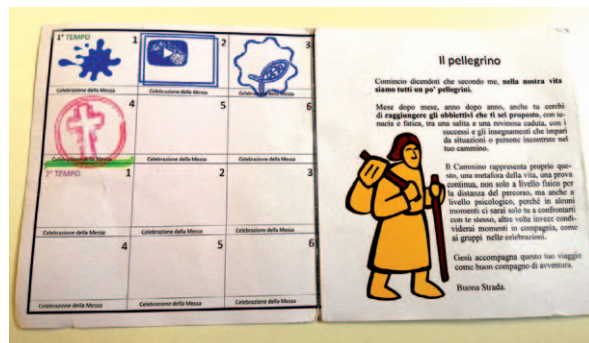 1° TEMPO 1 2 3
Celebrazione della Messa Celebrazione della Messa Celebrazione della Messa
4 5 6
Celebrazione della Messa Celebrazione della Messa Celebrazione della Messa
2° TEMPO 1 2 3
Celebrazione della Messa Celebrazione della Messa Celebrazione della Messa
4 5 6
Celebrazione della Messa Celebrazione della Messa Celebrazione della Messa
Il pellegrino
Comincio dicendoti che secondo me, nella nostra vita
siamo tutti un po' pellegrini.
Mese dopo mese, anno dopo anno, anche tu cerchi
di raggiungere gli obbiettivi che ti sei proposto, con te-
nacia e fatica, tra una salita e una rovinosa caduta, con i
successi e gli insegnamenti che impari
da situazioni o persone incontrate nel
tuo cammino.
Il Cammino rappresenta proprio que-
sto, una metafora della vita, una prova
continua, non solo a livello fisico per
la distanza del percorso, ma anche a
livello psicologico, perché in alcuni
momenti ci sarai solo tu a confrontarti
con te stesso, altre volte invece condi-
viderai momenti in compagnia, come
ai gruppi nelle celebrazioni.
Gesù accompagna questo tuo viaggio
come buon compagno di avventura.
Buona Strada.